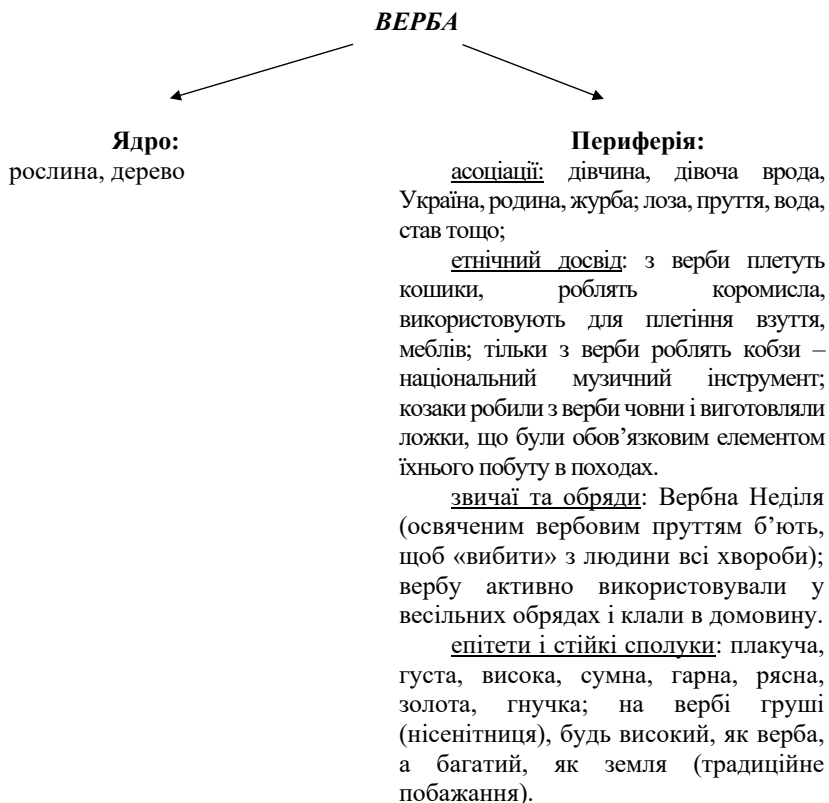 ВЕРБА
Ядро:
рослина, дерево
Периферія:
асоціації: дівчина, дівоча врода,
Україна, родина, журба; лоза, пруття, вода,
став тощо;
етнічний досвід: з верби плетуть
кошики, роблять коромисла,
використовують для плетіння взуття,
меблів; тільки з верби роблять кобзи –
національний музичний інструмент;
козаки робили з верби човни і виготовляли
ложки, що були обов’язковим елементом
їхнього побуту в походах.
звичаї та обряди: Вербна Неділя
(освяченим вербовим пруттям б’ють,
щоб «вибити» з людини всі хвороби);
вербу активно використовували у
весільних обрядах і клали в домовину.
епітети і стійкі сполуки: плакуча,
густа, висока, сумна, гарна, рясна,
золота, гнучка; на вербі груші
(нісенітниця), будь високий, як верба,
а багатий, як земля (традиційне
побажання).